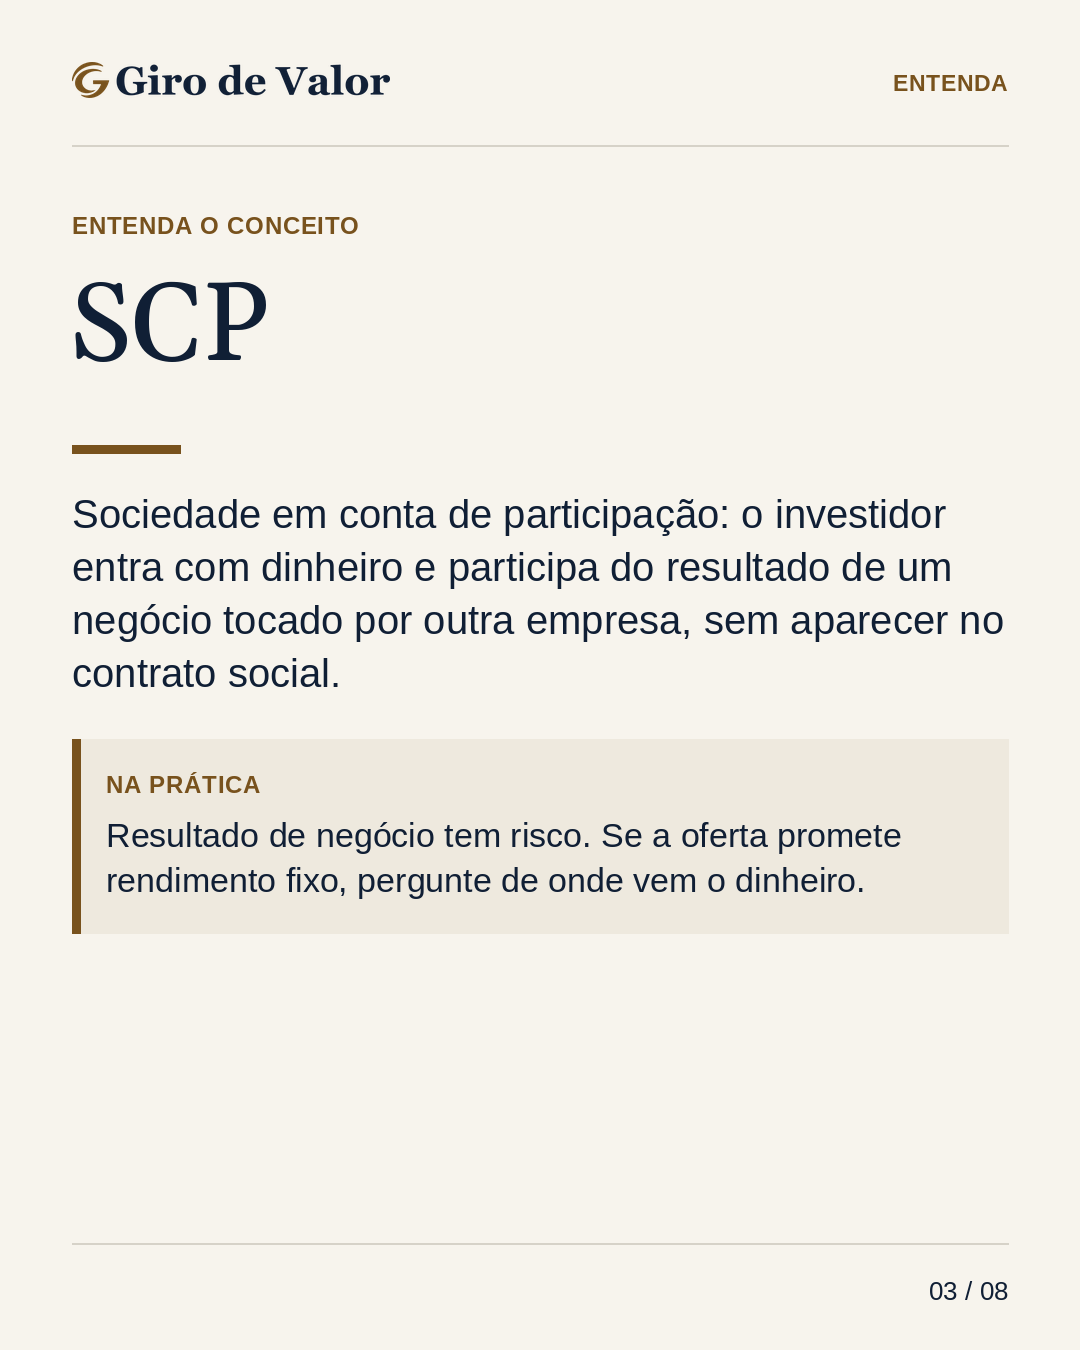 Giro de Valor
ENTENDA
ENTENDA O CONCEITO
SCP
Sociedade em conta de participação: o investidor
entra com dinheiro e participa do resultado de um
negócio tocado por outra empresa, sem aparecer no
contrato social.
NA PRÁTICA
Resultado de negócio tem risco. Se a oferta promete
rendimento fixo, pergunte de onde vem o dinheiro.
03 / 08